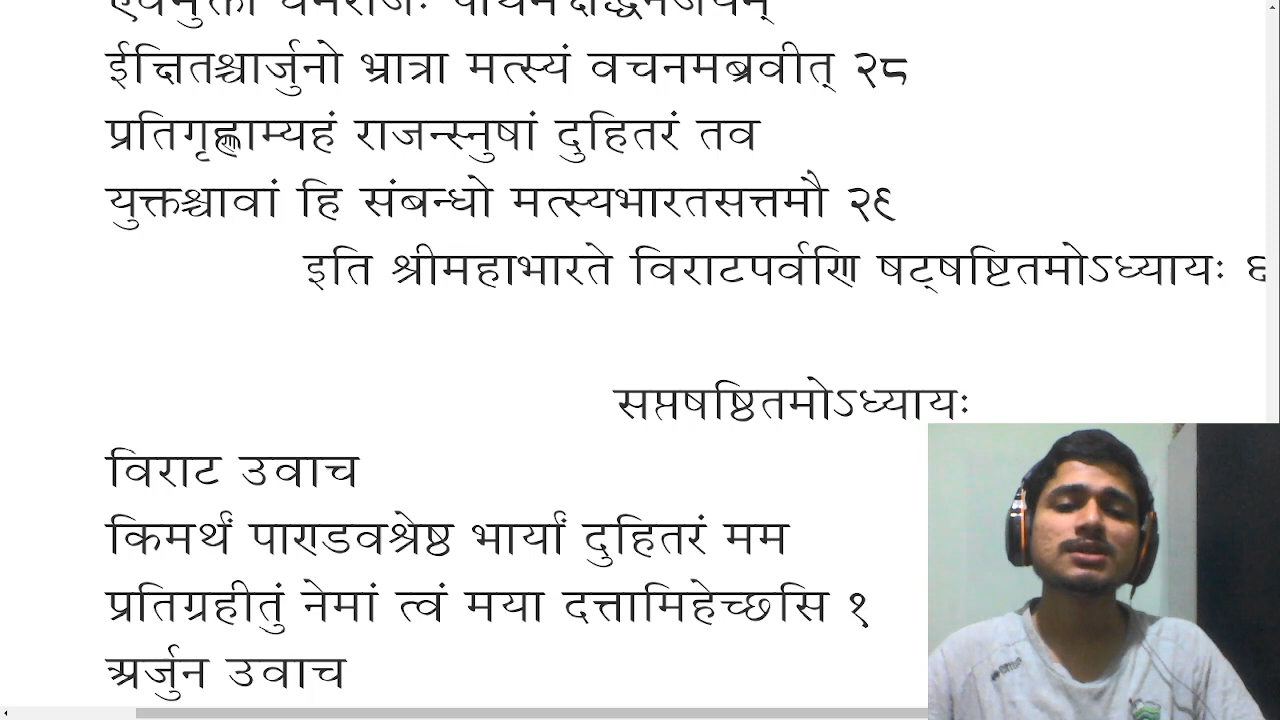 ईक्षितश्चार्जुनो भ्रात्रा मत्स्यं वचनमब्रवीत् २८
प्रतिगृह्णाम्यहं राजन्स्नुषां दुहितरं तव
युक्तश्चावां हि संबन्धो मत्स्यभारतसत्तमौ २९
इति श्रीमहाभारते विराटपर्वणि षट्षष्टितमोऽध्यायः ६
सप्तषष्ठितमोऽध्यायः
विराट उवाच
किमर्थं पाण्डवश्रेष्ठ भार्यां दुहितरं मम
प्रतिग्रहीतुं नेमां त्वं मया दत्तामिहेच्छसि १
अर्जुन उवाच